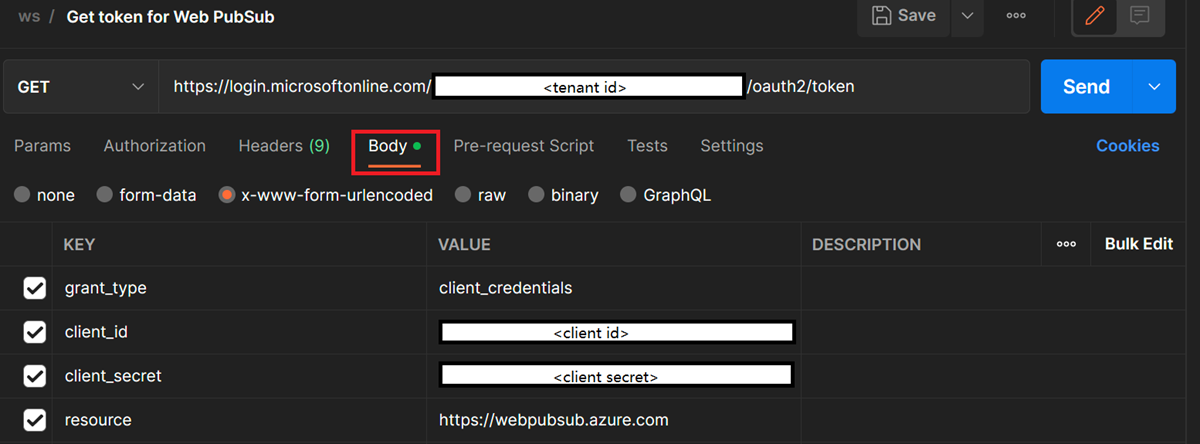 ws / Get token for Web PubSub Save ooo
GET https://login.microsoftonline.com/ <tenant id> /oauth2/token Send
Params Authorization Headers (9) Body Pre-request Script Tests Settings Cookies
none form-data x-www-form-urlencoded raw binary GraphQL
KEY VALUE DESCRIPTION ooo Bulk Edit
grant_type client_credentials
client_id <client id>
client_secret <client secret>
resource https://webpubsub.azure.com